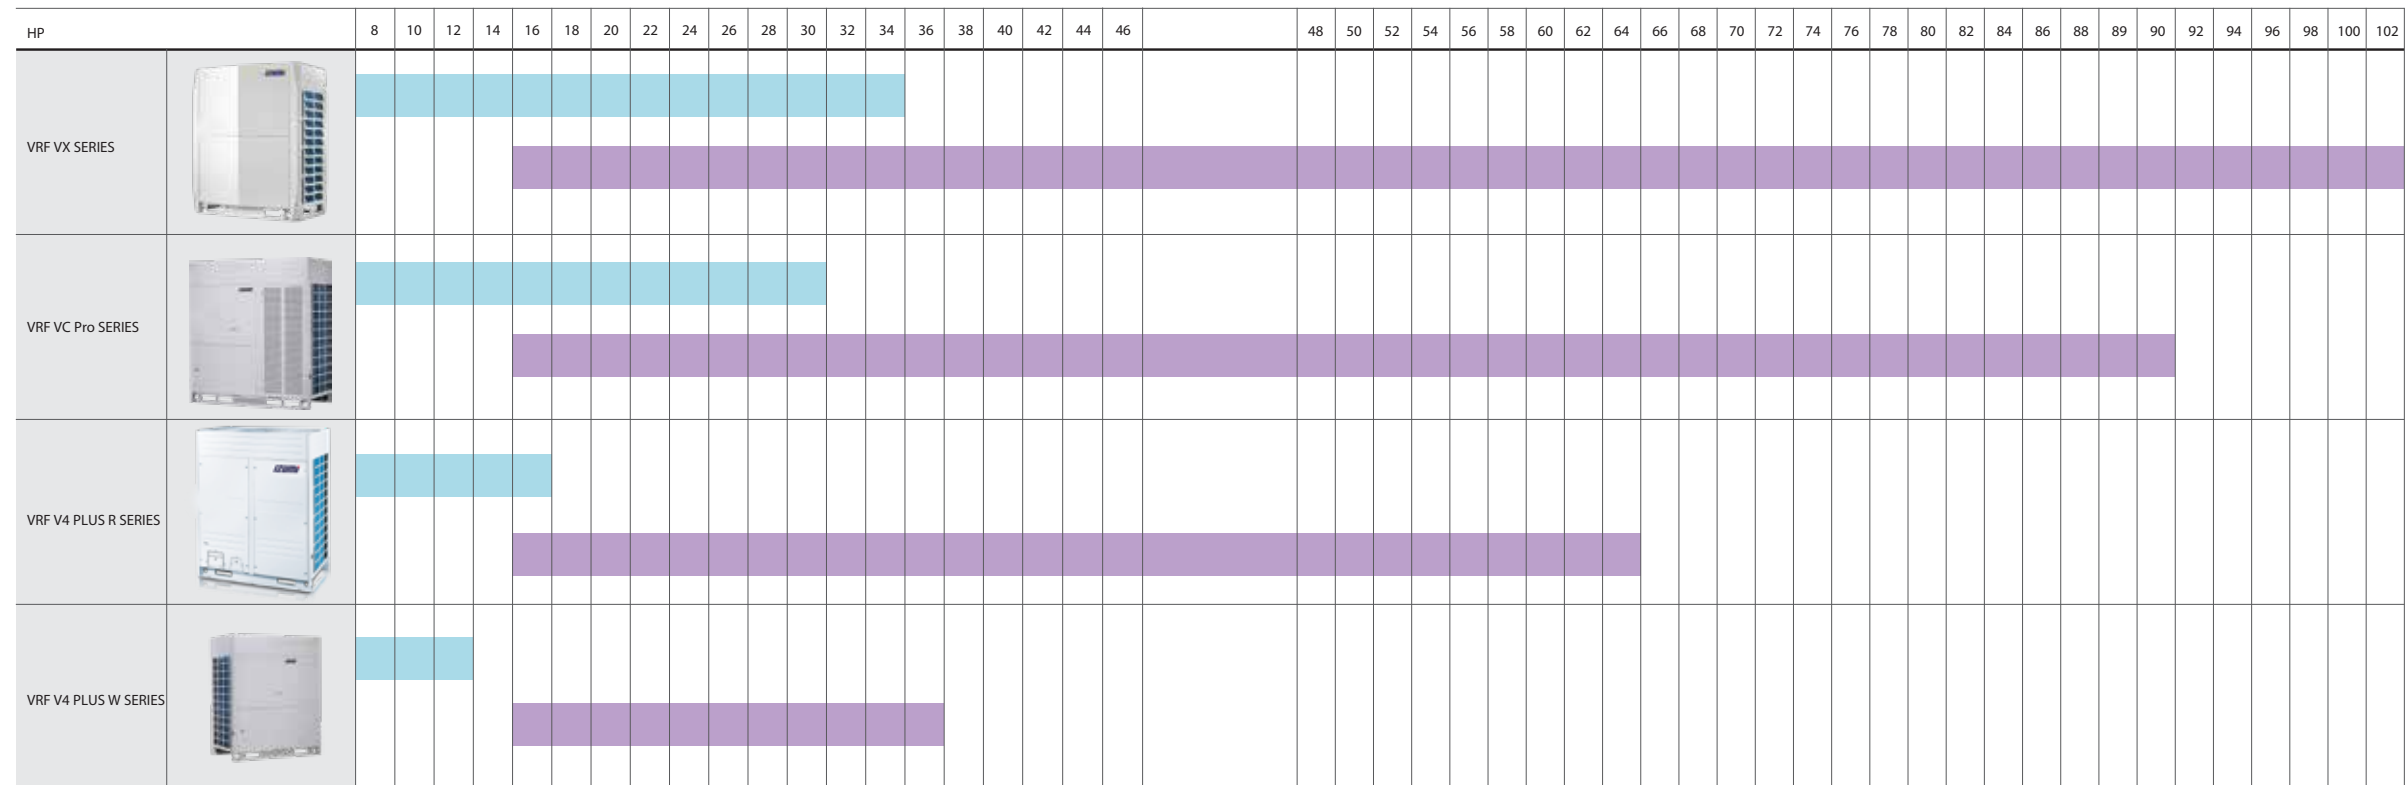 HP 8 10 12 14 16 18 20 22 24 26 28 30 32 34 36 38 40 42 44 46 48 50 52 54 56 58 60 62 64 66 68 70 72 74 76 78 80 82 84 86 88 89 90 92 94 96 98 100 102
VRF VX SERIES
VRF VC Pro SERIES
VRF V4 PLUS R SERIES
VRF V4 PLUS W SERIES